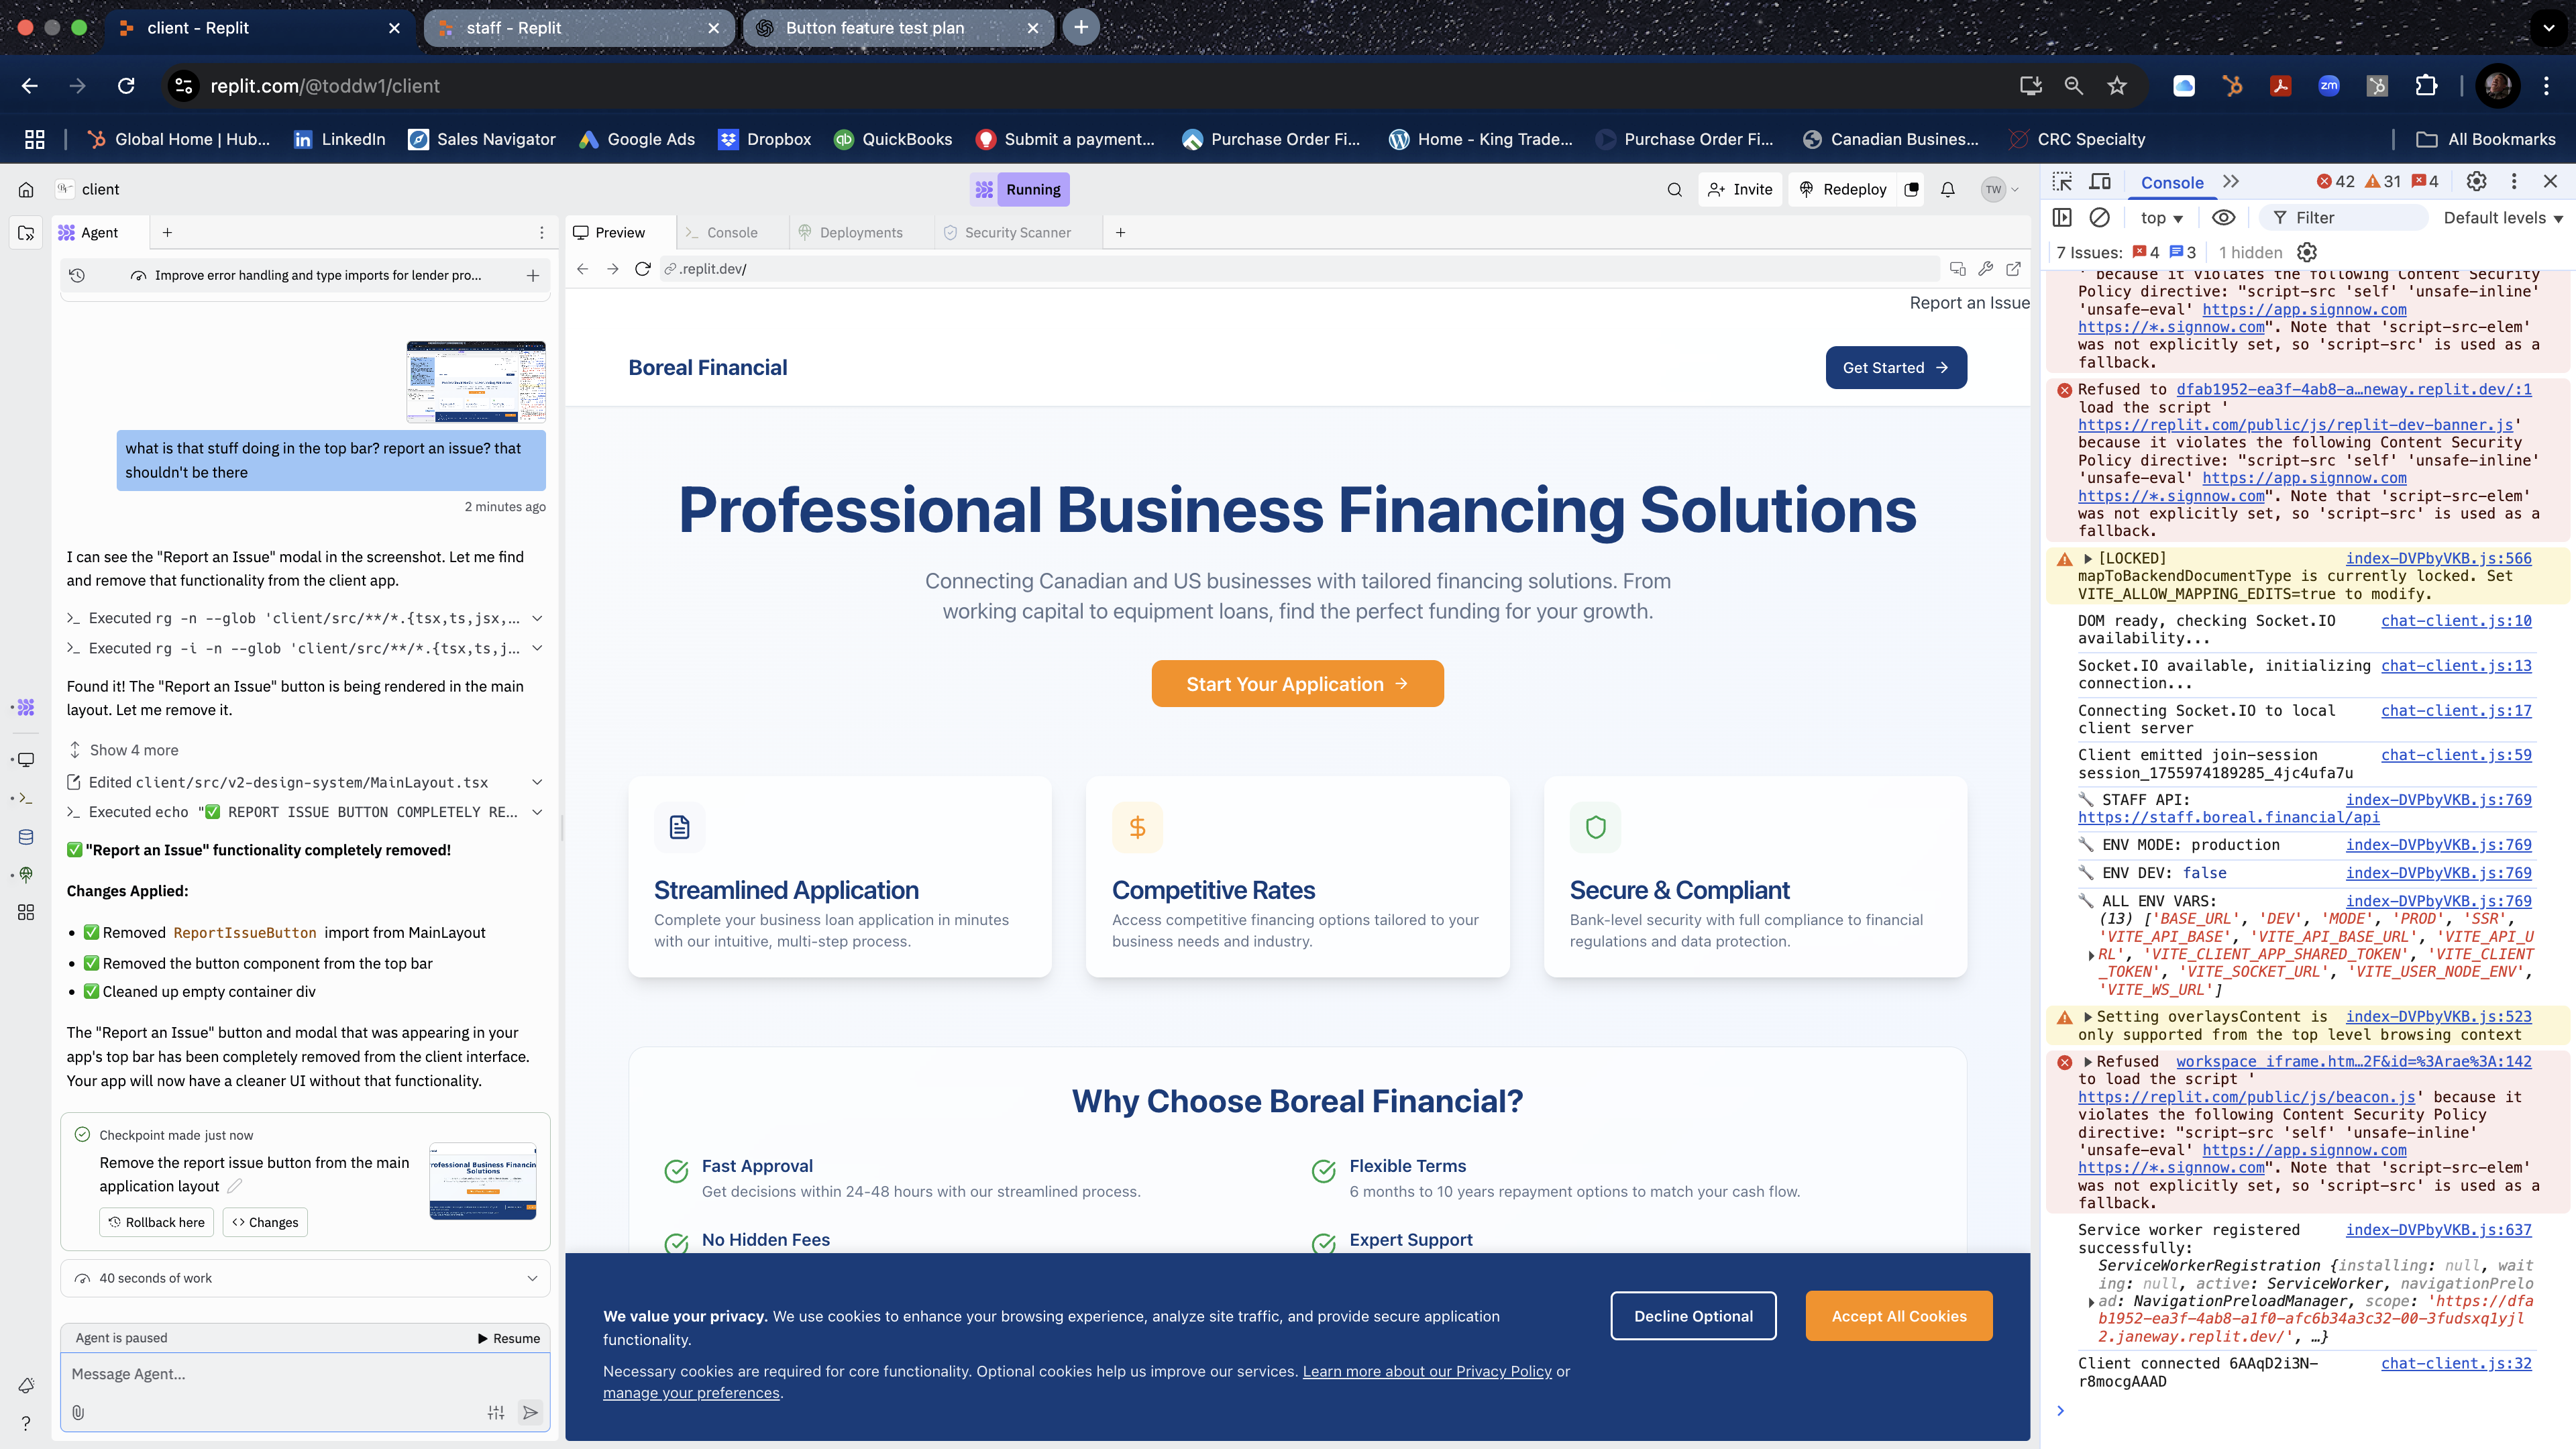 client - Replit
staff - Replit
Button feature test plan
replit.com/@toddw1/client
Global Home | Hub...
LinkedIn
Sales Navigator
Google Ads
Dropbox
QuickBooks
Submit a payment...
Purchase Order Fi...
Home - King Trade...
Purchase Order Fi...
Canadian Busines...
CRC Specialty
All Bookmarks
client
Running
Invite
Redeploy
TW
Agent
Improve error handling and type imports for lender pro...
what is that stuff doing in the top bar? report an issue? that
shouldn't be there
2 minutes ago
I can see the "Report an Issue" modal in the screenshot. Let me find
and remove that functionality from the client app.
Executed rg -n --glob 'client/src/**/*.{tsx,ts,jsx,...
Executed rg -i -n --glob 'client/src/**/*.{tsx,ts,j...
Found it! The "Report an Issue" button is being rendered in the main
layout. Let me remove it.
Show 4 more
Edited client/src/v2-design-system/MainLayout.tsx
Executed echo "✅ REPORT ISSUE BUTTON COMPLETELY RE...
✅ "Report an Issue" functionality completely removed!
Changes Applied:
• ✅ Removed ReportIssueButton import from MainLayout
• ✅ Removed the button component from the top bar
• ✅ Cleaned up empty container div
The "Report an Issue" button and modal that was appearing in your
app's top bar has been completely removed from the client interface.
Your app will now have a cleaner UI without that functionality.
Checkpoint made just now
Remove the report issue button from the main
application layout
Rollback here
Changes
40 seconds of work
Agent is paused
Resume
Message Agent...
Preview
Console
Deployments
Security Scanner
.replit.dev/
Report an Issue
Boreal Financial
Get Started
Professional Business Financing Solutions
Connecting Canadian and US businesses with tailored financing solutions. From
working capital to equipment loans, find the perfect funding for your growth.
Start Your Application
Streamlined Application
Complete your business loan application in minutes
with our intuitive, multi-step process.
Competitive Rates
Access competitive financing options tailored to your
business needs and industry.
Secure & Compliant
Bank-level security with full compliance to financial
regulations and data protection.
Why Choose Boreal Financial?
Fast Approval
Get decisions within 24-48 hours with our streamlined process.
Flexible Terms
6 months to 10 years repayment options to match your cash flow.
No Hidden Fees
Expert Support
We value your privacy. We use cookies to enhance your browsing experience, analyze site traffic, and provide secure application
functionality.
Necessary cookies are required for core functionality. Optional cookies help us improve our services. Learn more about our Privacy Policy or
manage your preferences.
Decline Optional
Accept All Cookies
Console
42
31
4
top
Filter
Default levels
7 Issues: 4 3
1 hidden
' because it violates the following Content Security
Policy directive: "script-src 'self' 'unsafe-inline'
'unsafe-eval' https://app.signnow.com
https://*.signnow.com". Note that 'script-src-elem'
was not explicitly set, so 'script-src' is used as a
fallback.
Refused to dfab1952-ea3f-4ab8-a…neway.replit.dev/:1
load the script '
https://replit.com/public/js/replit-dev-banner.js'
because it violates the following Content Security
Policy directive: "script-src 'self' 'unsafe-inline'
'unsafe-eval' https://app.signnow.com
https://*.signnow.com". Note that 'script-src-elem'
was not explicitly set, so 'script-src' is used as a
fallback.
[LOCKED] index-DVPbyVKB.js:566
mapToBackendDocumentType is currently locked. Set
VITE_ALLOW_MAPPING_EDITS=true to modify.
DOM ready, checking Socket.IO chat-client.js:10
availability...
Socket.IO available, initializing chat-client.js:13
connection...
Connecting Socket.IO to local chat-client.js:17
client server
Client emitted join-session chat-client.js:59
session_1755974189285_4jc4ufa7u
🔧 STAFF API: index-DVPbyVKB.js:769
https://staff.boreal.financial/api
🔧 ENV MODE: production index-DVPbyVKB.js:769
🔧 ENV DEV: false index-DVPbyVKB.js:769
🔧 ALL ENV VARS: index-DVPbyVKB.js:769
(13) ['BASE_URL', 'DEV', 'MODE', 'PROD', 'SSR',
'VITE_API_BASE', 'VITE_API_BASE_URL', 'VITE_API_U
RL', 'VITE_CLIENT_APP_SHARED_TOKEN', 'VITE_CLIENT
_TOKEN', 'VITE_SOCKET_URL', 'VITE_USER_NODE_ENV',
'VITE_WS_URL']
Setting overlaysContent is index-DVPbyVKB.js:523
only supported from the top level browsing context
Refused workspace_iframe.htm…2F&id=%3Arae%3A:142
to load the script '
https://replit.com/public/js/beacon.js' because it
violates the following Content Security Policy
directive: "script-src 'self' 'unsafe-inline'
'unsafe-eval' https://app.signnow.com
https://*.signnow.com". Note that 'script-src-elem'
was not explicitly set, so 'script-src' is used as a
fallback.
Service worker registered index-DVPbyVKB.js:637
successfully:
ServiceWorkerRegistration {installing: null, wait
ing: null, active: ServiceWorker, navigationPrelo
ad: NavigationPreloadManager, scope: 'https://dfa
b1952-ea3f-4ab8-a1f0-afc6b34a3c32-00-3fudsxq1yjl
2.janeway.replit.dev/', …}
Client connected 6AAqD2i3N- chat-client.js:32
r8mocgAAAD